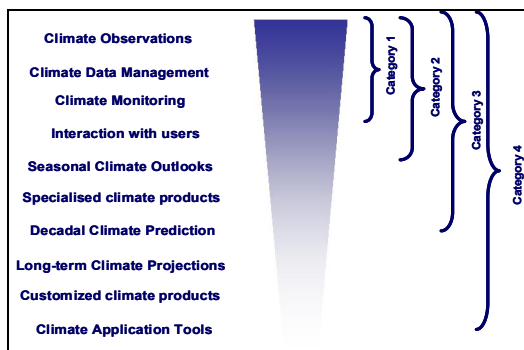 Climate Observations
Climate Data Management
Climate Monitoring
Interaction with users
Seasonal Climate Outlooks
Specialised climate products
Decadal Climate Prediction
Long-term Climate Projections
Customized climate products
Climate Application Tools
Category 1
Category 2
Category 3
Category 4